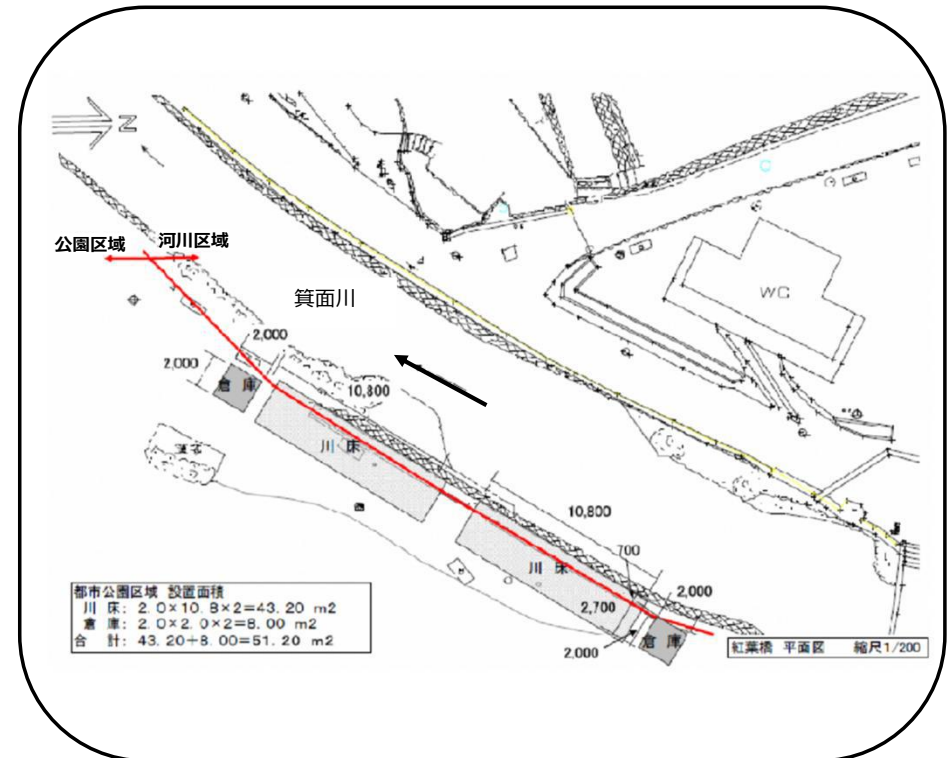 N
公園区域
河川区域
箕面川
WC
2,000
2,000
倉庫
10,800
川床
10,800
700
川床
2,000
2,700
倉庫
2,000
都市公園区域 設置面積
川 床: 2.0×10.8×2=43.20 m2
倉 庫: 2.0×2.0×2=8.00 m2
合 計: 43.20+8.00=51.20 m2
紅葉橋 平面図 縮尺1/200